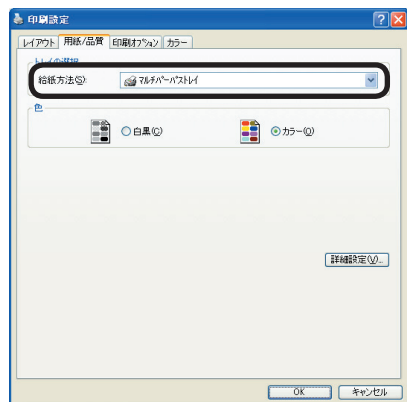 印刷設定
レイアウト 用紙/品質 印刷オプション カラー
トレイの選択
給紙方法(S): マルチパーパストレイ
色
白黒(C) カラー(O)
詳細設定(V)...
OK キャンセル